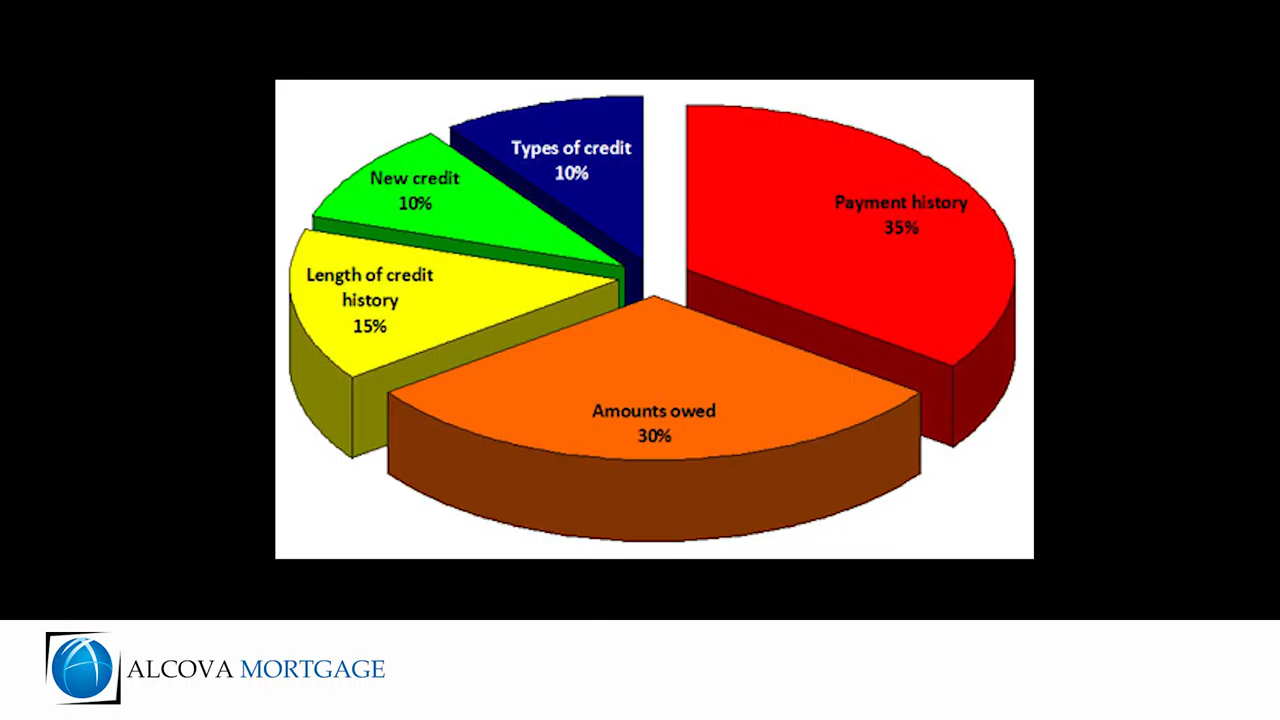 Types of credit
10%
New credit
10%
Payment history
35%
Length of credit
history
15%
Amounts owed
30%
ALCOVA MORTGAGE